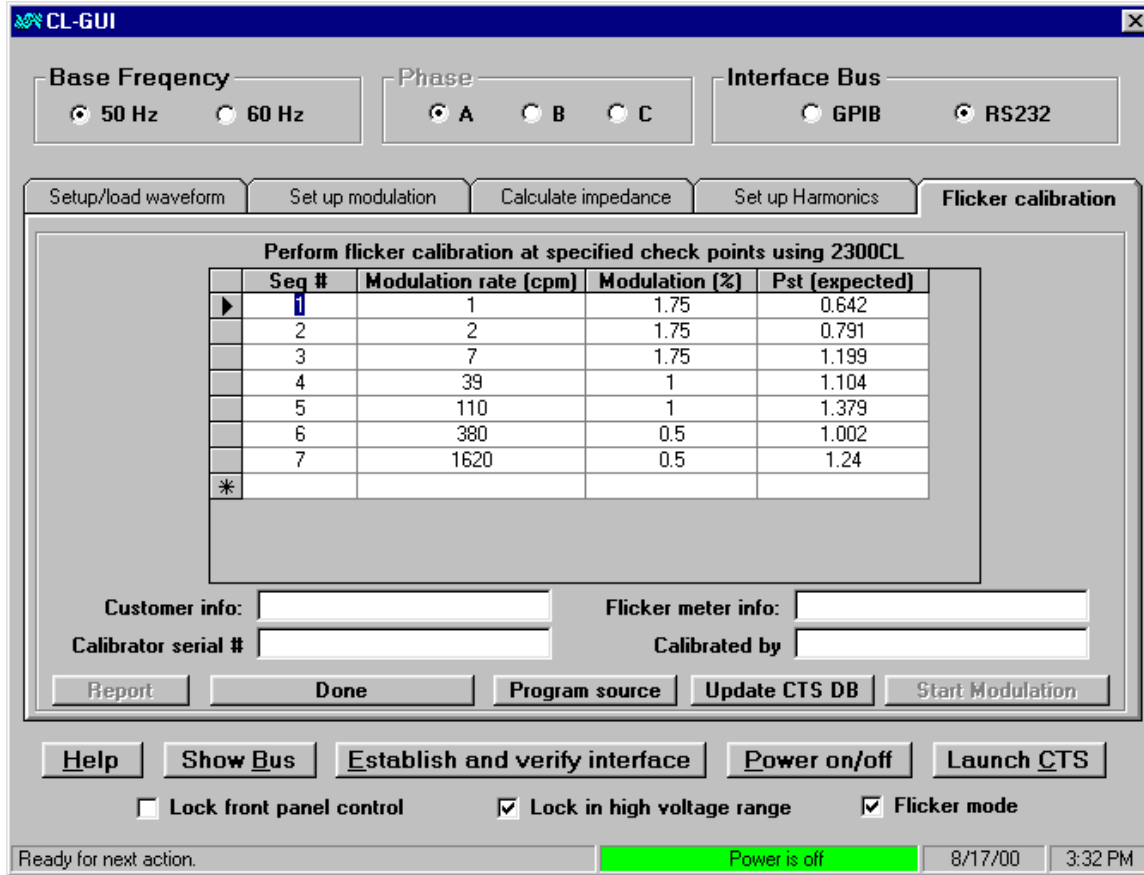 CL-GUI
Base Freqency
Phase
Interface Bus
50 Hz 60 Hz
A B C
GPIB RS232
Setup/load waveform
Set up modulation
Calculate impedance
Set up Harmonics
Flicker calibration
Perform flicker calibration at specified check points using 2300CL
Seq # Modulation rate (cpm) Modulation (%) Pst (expected)
1 1 1.75 0.642
2 2 1.75 0.791
3 7 1.75 1.199
4 39 1 1.104
5 110 1 1.379
6 380 0.5 1.002
7 1620 0.5 1.24
Customer info:
Flicker meter info:
Calibrator serial #
Calibrated by
Report
Done
Program source
Update CTS DB
Start Modulation
Help
Show Bus
Establish and verify interface
Power on/off
Launch CTS
Lock front panel control
Lock in high voltage range
Flicker mode
Ready for next action.
Power is off
8/17/00
3:32 PM